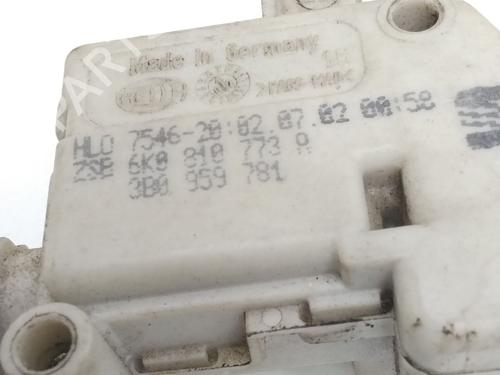 Made in Germany
HLO 7546-20:02.07.02 00:58
ZSB 6K0 810 773 A
3B0 959 781